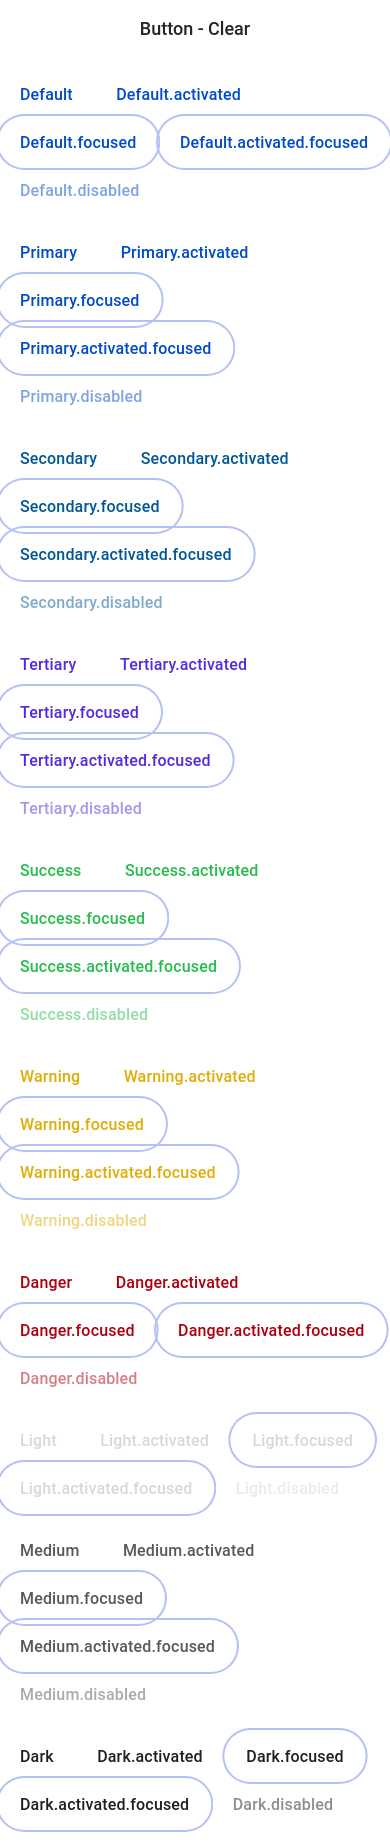 Button - Clear
Default Default.activated
Default.focused Default.activated.focused
Default.disabled
Primary Primary.activated
Primary.focused
Primary.activated.focused
Primary.disabled
Secondary Secondary.activated
Secondary.focused
Secondary.activated.focused
Secondary.disabled
Tertiary Tertiary.activated
Tertiary.focused
Tertiary.activated.focused
Tertiary.disabled
Success Success.activated
Success.focused
Success.activated.focused
Success.disabled
Warning Warning.activated
Warning.focused
Warning.activated.focused
Warning.disabled
Danger Danger.activated
Danger.focused Danger.activated.focused
Danger.disabled
Light Light.activated Light.focused
Light.activated.focused Light.disabled
Medium Medium.activated
Medium.focused
Medium.activated.focused
Medium.disabled
Dark Dark.activated Dark.focused
Dark.activated.focused Dark.disabled